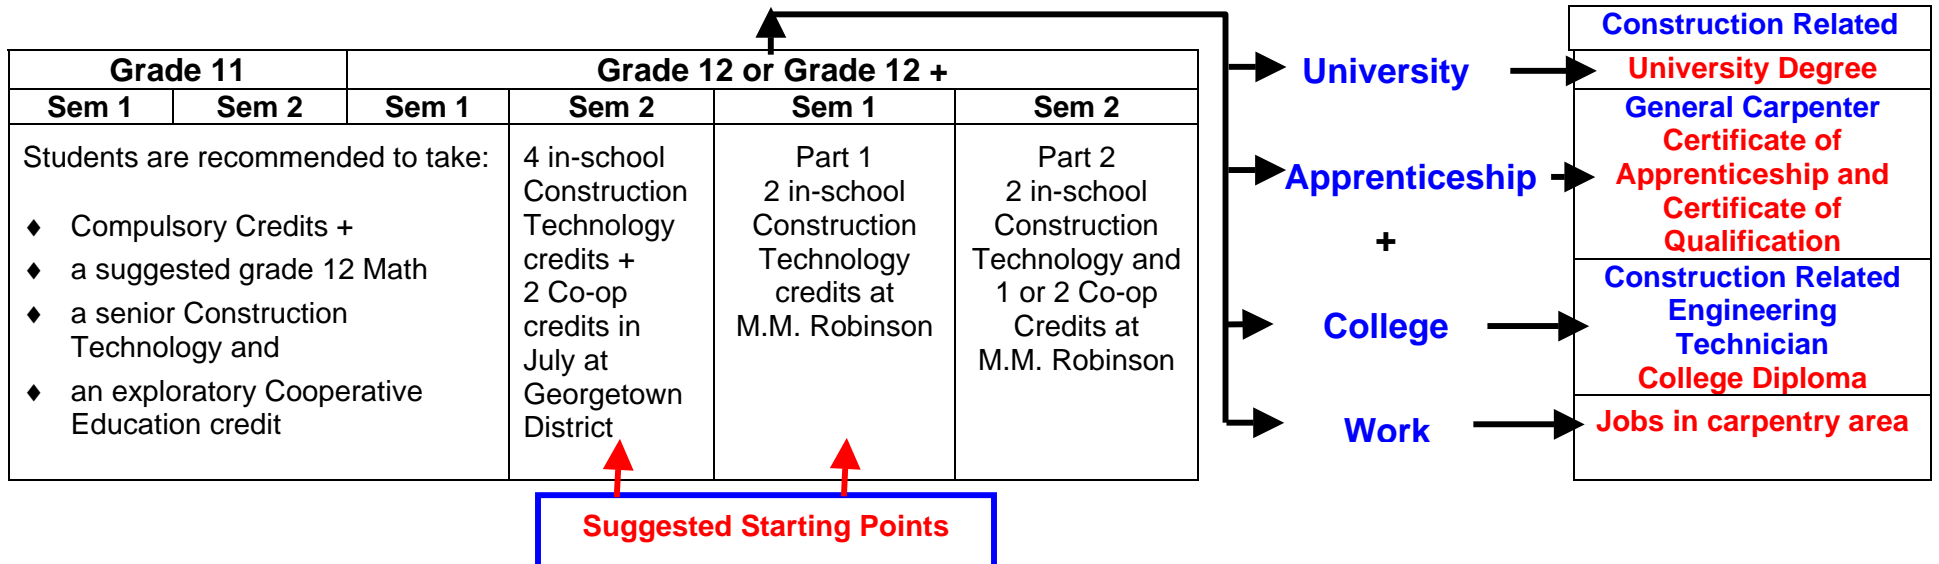 Grade 11
Grade 12 or Grade 12 +
Sem 1
Sem 2
Sem 1
Sem 2
Sem 1
Sem 2
Students are recommended to take:
♦ Compulsory Credits +
♦ a suggested grade 12 Math
♦ a senior Construction
Technology and
♦ an exploratory Cooperative
Education credit
4 in-school
Construction
Technology
credits +
2 Co-op
credits in
July at
Georgetown
District
Part 1
2 in-school
Construction
Technology
credits at
M.M. Robinson
Part 2
2 in-school
Construction
Technology and
1 or 2 Co-op
Credits at
M.M. Robinson
Suggested Starting Points
University
Apprenticeship
+
College
Work
Construction Related
University Degree
General Carpenter
Certificate of
Apprenticeship and
Certificate of
Qualification
Construction Related
Engineering
Technician
College Diploma
Jobs in carpentry area